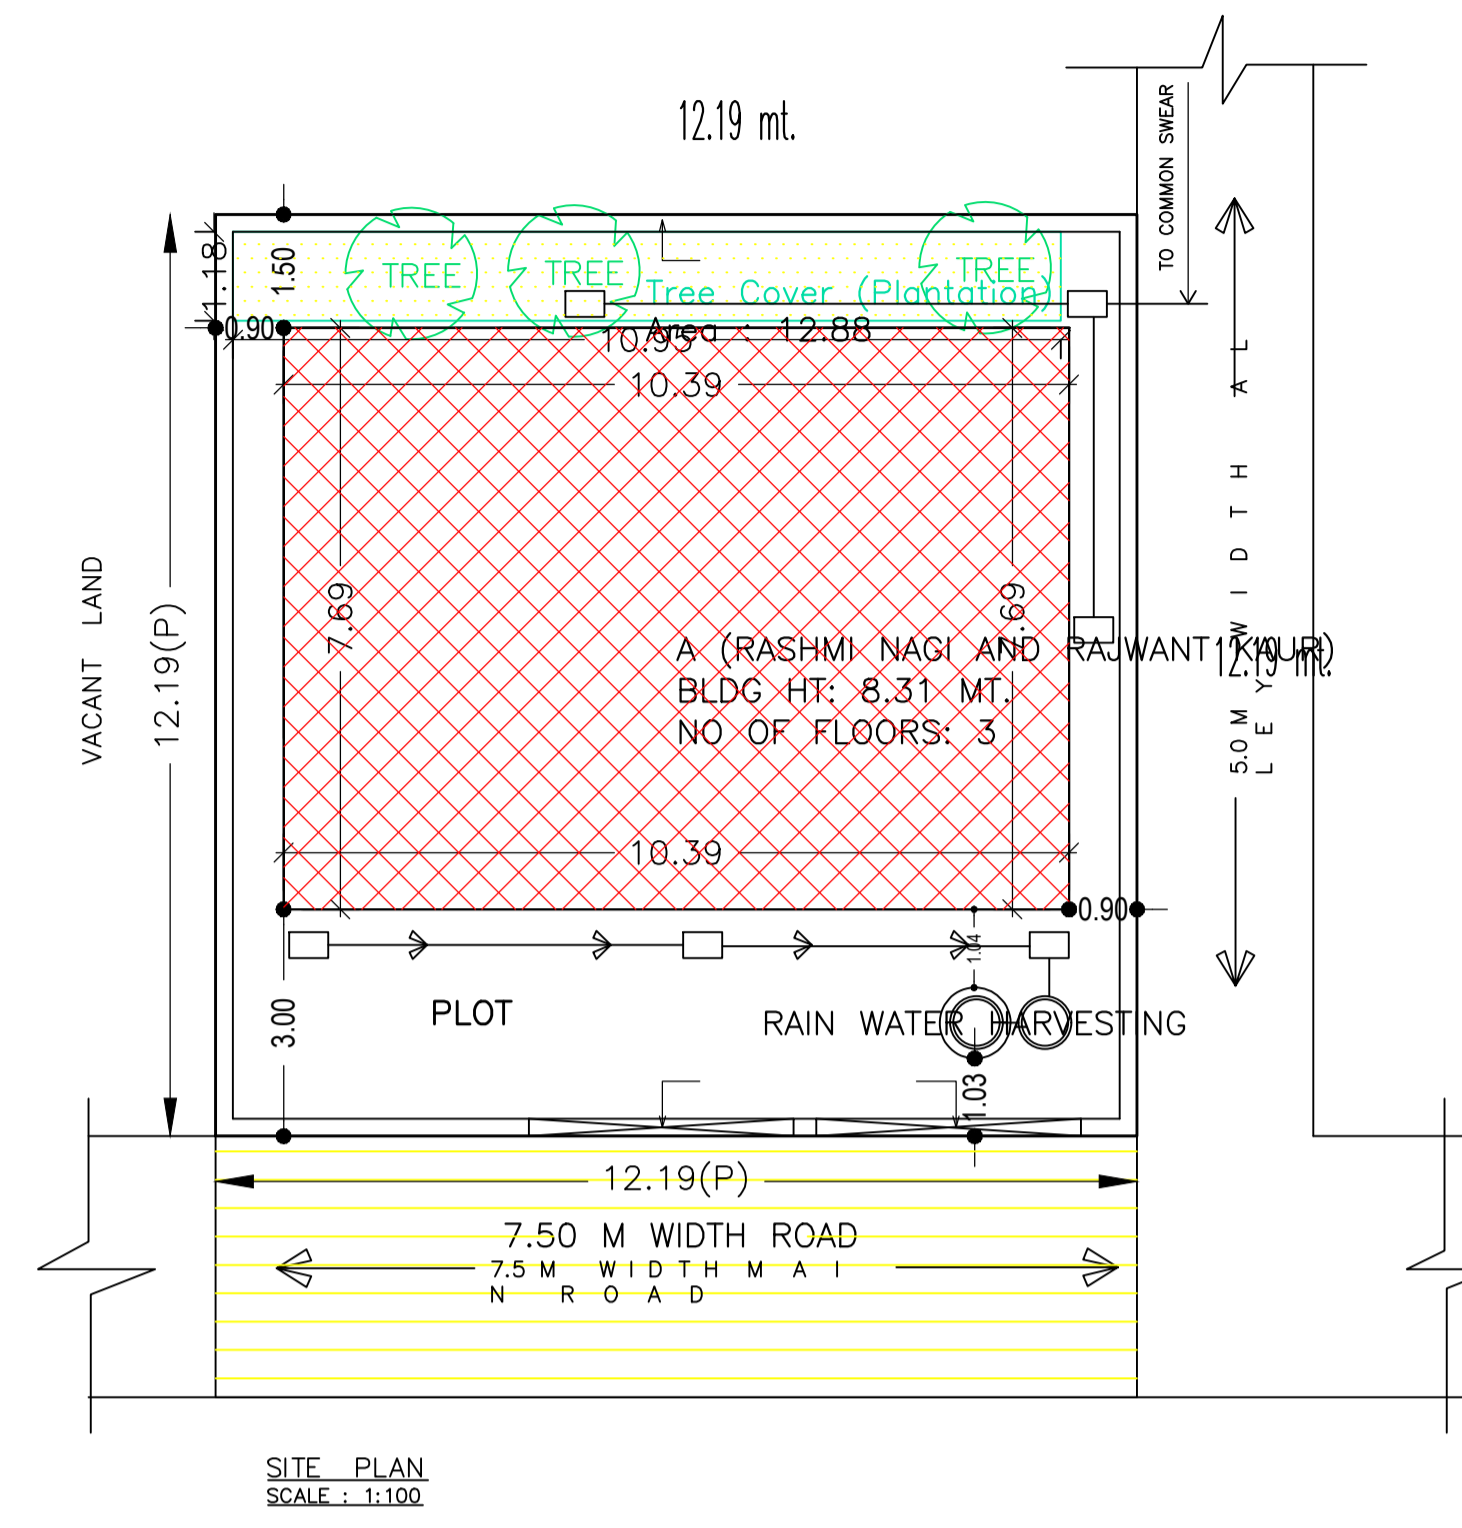 12.19 mt.
TO COMMON SWEAR
1.18
1.50
TREE
TREE
TREE
Tree Cover (Plantation)
Area : 12.88
0.90
10.95
1
10.39
7.69
7.69
VACANT LAND
12.19(P)
A (RASHMI NAGI AND RAJWANT KAUR)
BLDG HT: 8.31 MT.
NO OF FLOORS: 3
12.19 mt.
5.0 M WIDTH AL
LEY
10.39
0.90
1.04
3.00
PLOT
RAIN WATER HARVESTING
1.03
12.19(P)
7.50 M WIDTH ROAD
7.5 M WIDTH MAI
N ROAD
SITE PLAN
SCALE : 1:100